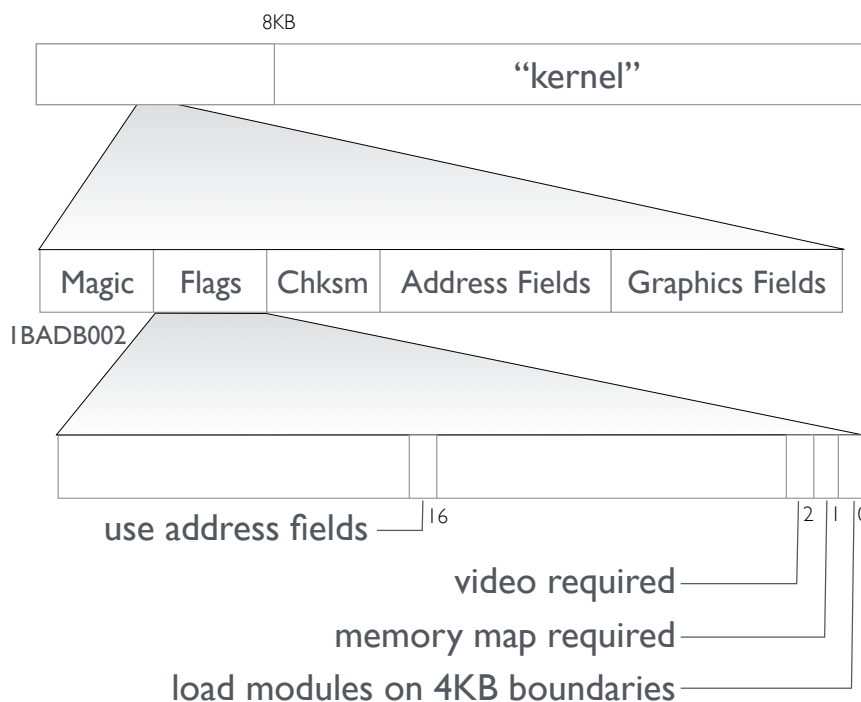 8KB
“kernel”
Magic Flags Chksm Address Fields Graphics Fields
1BADB002
use address fields 16 2 1 0
video required
memory map required
load modules on 4KB boundaries